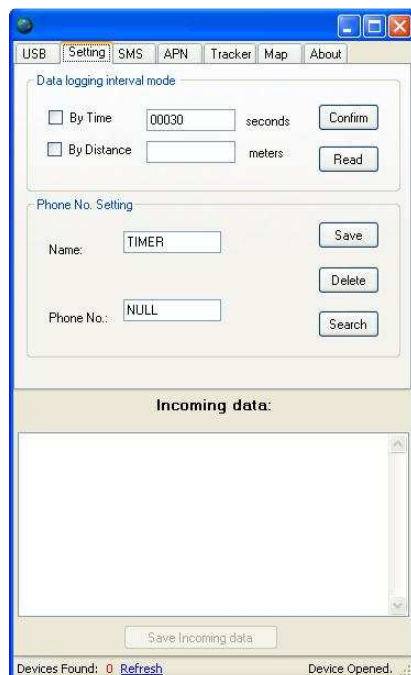 USB Setting SMS APN Tracker Map About
Data logging interval mode
By Time 00030 seconds Confirm
By Distance meters Read
Phone No. Setting
Name: TIMER Save
Delete
Phone No.: NULL Search
Incoming data:
Save Incoming data
Devices Found: 0 Refresh Device Opened.